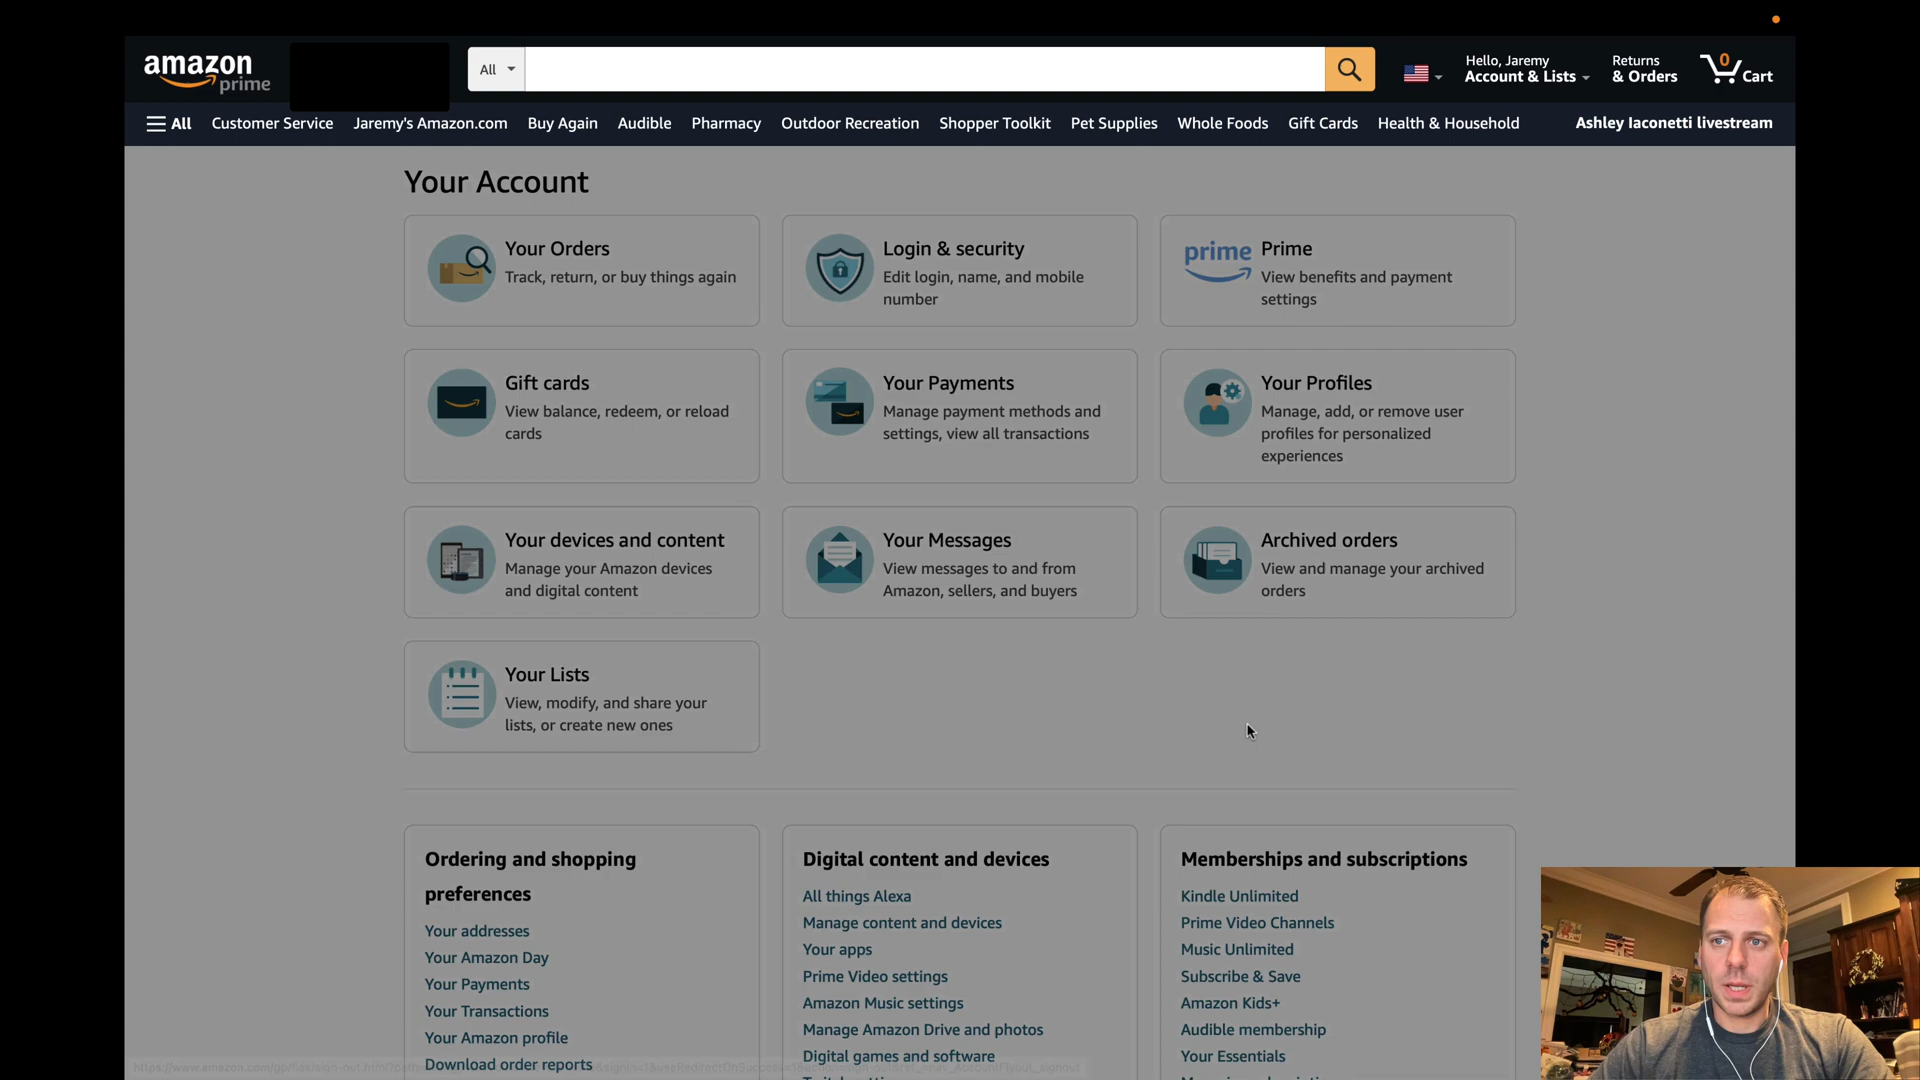 amazon
prime
All
Hello, Jeremy
Account & Lists
Returns
& Orders
0
Cart
All
Customer Service
Jeremy's Amazon.com
Buy Again
Audible
Pharmacy
Outdoor Recreation
Shopper Toolkit
Pet Supplies
Whole Foods
Gift Cards
Health & Household
Ashley Iaconetti livestream
Your Account
Your Orders
Track, return, or buy things again
Login & security
Edit login, name, and mobile
number
prime
Prime
View benefits and payment
settings
Gift cards
View balance, redeem, or reload
cards
Your Payments
Manage payment methods and
settings, view all transactions
Your Profiles
Manage, add, or remove user
profiles for personalized
experiences
Your devices and content
Manage your Amazon devices
and digital content
Your Messages
View messages to and from
Amazon, sellers, and buyers
Archived orders
View and manage your archived
orders
Your Lists
View, modify, and share your
lists, or create new ones
Ordering and shopping
preferences
Your addresses
Your Amazon Day
Your Payments
Your Transactions
Your Amazon profile
Download order reports
Digital content and devices
All things Alexa
Manage content and devices
Your apps
Prime Video settings
Amazon Music settings
Manage Amazon Drive and photos
Digital games and software
Memberships and subscriptions
Kindle Unlimited
Prime Video Channels
Music Unlimited
Subscribe & Save
Amazon Kids+
Audible membership
Your Essentials